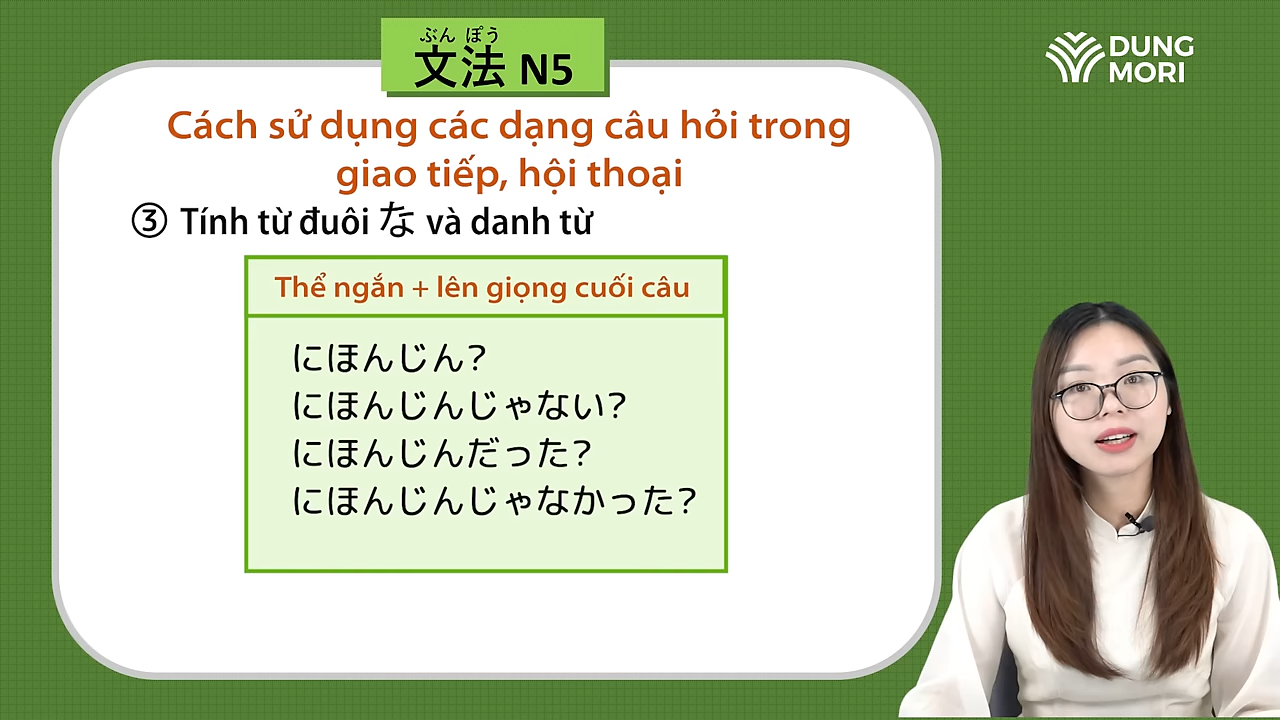 ぶん ぽう
文法 N5
DUNG
MORI
Cách sử dụng các dạng câu hỏi trong
giao tiếp, hội thoại
③ Tính từ đuôi な và danh từ
Thể ngắn + lên giọng cuối câu
にほんじん?
にほんじんじゃない?
にほんじんだった?
にほんじんじゃなかった?